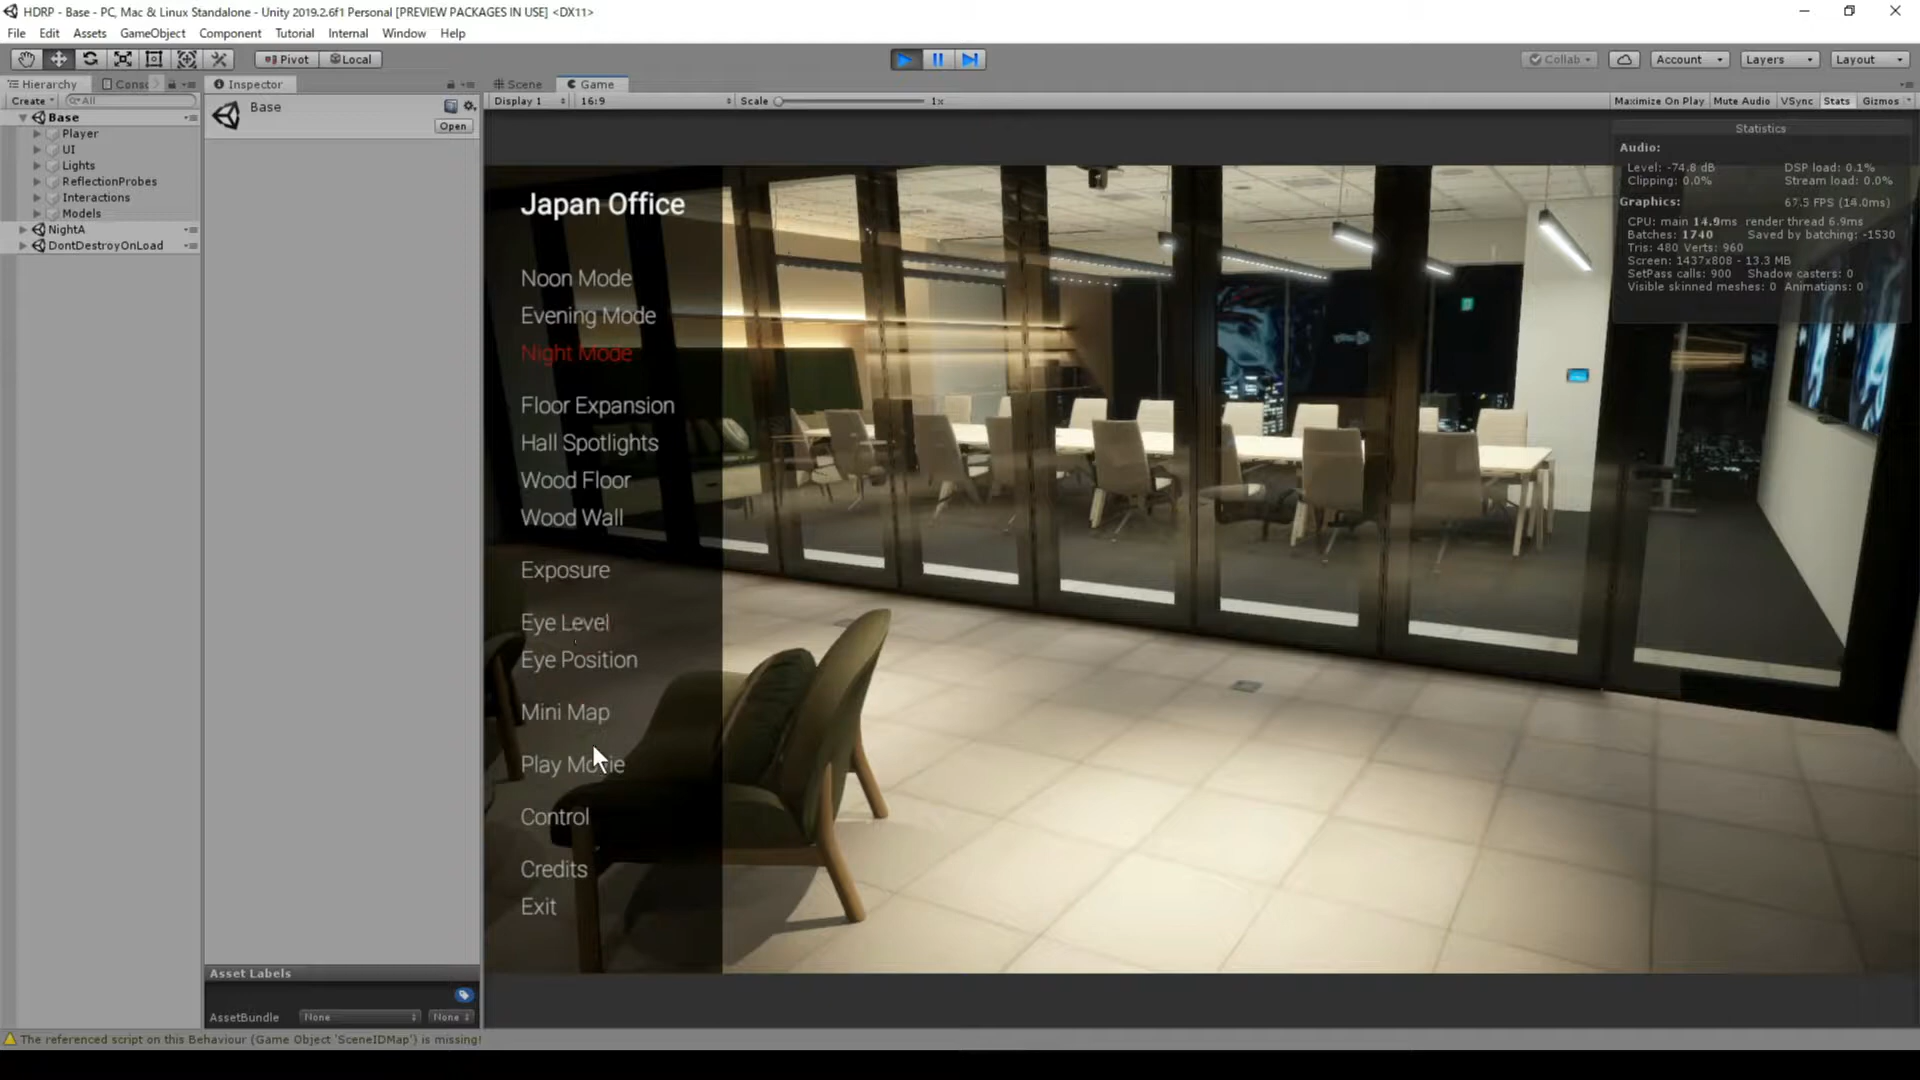 HDRP - Base - PC, Mac & Linux Standalone - Unity 2019.2.6f1 Personal [PREVIEW PACKAGES IN USE] <DX11>
File Edit Assets GameObject Component Tutorial Internal Window Help
Pivot Local Collab Account Layers Layout
Hierarchy Conso Inspector Scene Game
Create All
Display 1 16:9 Scale 1x Maximize On Play Mute Audio VSync Stats Gizmos
Base
Open
Base
Player
UI
Lights
ReflectionProbes
Interactions
Models
NightA
DontDestroyOnLoad
Japan Office
Noon Mode
Evening Mode
Night Mode
Floor Expansion
Hall Spotlights
Wood Floor
Wood Wall
Exposure
Eye Level
Eye Position
Mini Map
Play Movie
Control
Credits
Exit
Statistics
Audio:
Level: -74.8 dB DSP load: 0.1%
Clipping: 0.0% Stream load: 0.0%
Graphics: 67.5 FPS (14.0ms)
CPU: main 14.9ms render thread 6.9ms
Batches: 1740 Saved by batching: -1530
Tris: 480 Verts: 960
Screen: 1437x808 - 13.3 MB
SetPass calls: 900 Shadow casters: 0
Visible skinned meshes: 0 Animations: 0
Asset Labels
AssetBundle None None
The referenced script on this Behaviour (Game Object 'SceneIDMap') is missing!